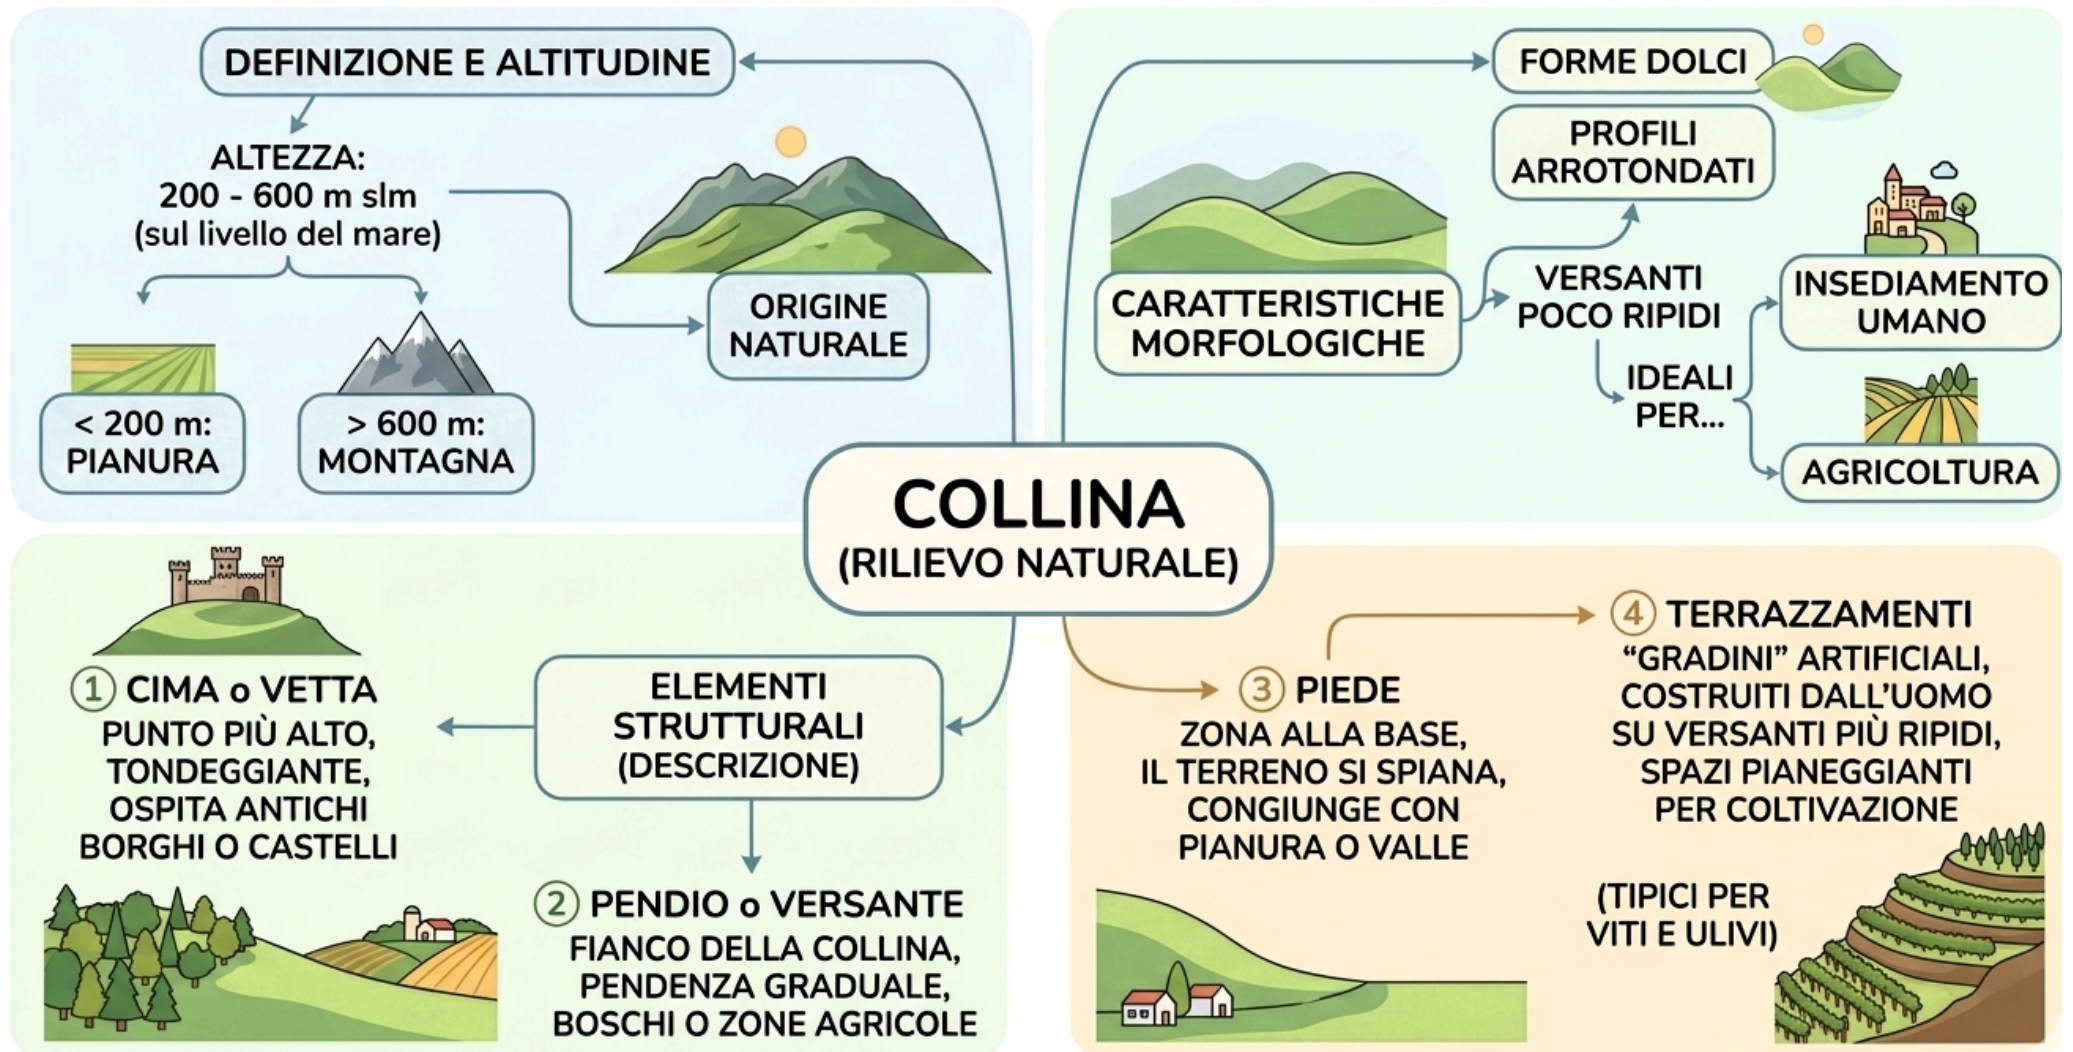 DEFINIZIONE E ALTITUDINE
ALTEZZA:
200 - 600 m slm
(sul livello del mare)
< 200 m:
PIANURA
> 600 m:
MONTAGNA
ORIGINE
NATURALE
FORME DOLCI
PROFILI
ARROTONDATI
CARATTERISTICHE
MORFOLOGICHE
VERSANTI
POCO RIPIDI
IDEALI
PER...
INSEDIAMENTO
UMANO
AGRICOLTURA
COLLINA
(RILIEVO NATURALE)
ELEMENTI
STRUTTURALI
(DESCRIZIONE)
1 CIMA o VETTA
PUNTO PIÙ ALTO,
TONDEGGIANTE,
OSPITA ANTICHI
BORGHI O CASTELLI
2 PENDIO o VERSANTE
FIANCO DELLA COLLINA,
PENDENZA GRADUALE,
BOSCHI O ZONE AGRICOLE
3 PIEDE
ZONA ALLA BASE,
IL TERRENO SI SPIANA,
CONGIUNGE CON
PIANURA O VALLE
4 TERRAZZAMENTI
“GRADINI” ARTIFICIALI,
COSTRUITI DALL’UOMO
SU VERSANTI PIÙ RIPIDI,
SPAZI PIANEGGIANTI
PER COLTIVAZIONE
(TIPICI PER
VITI E ULIVI)